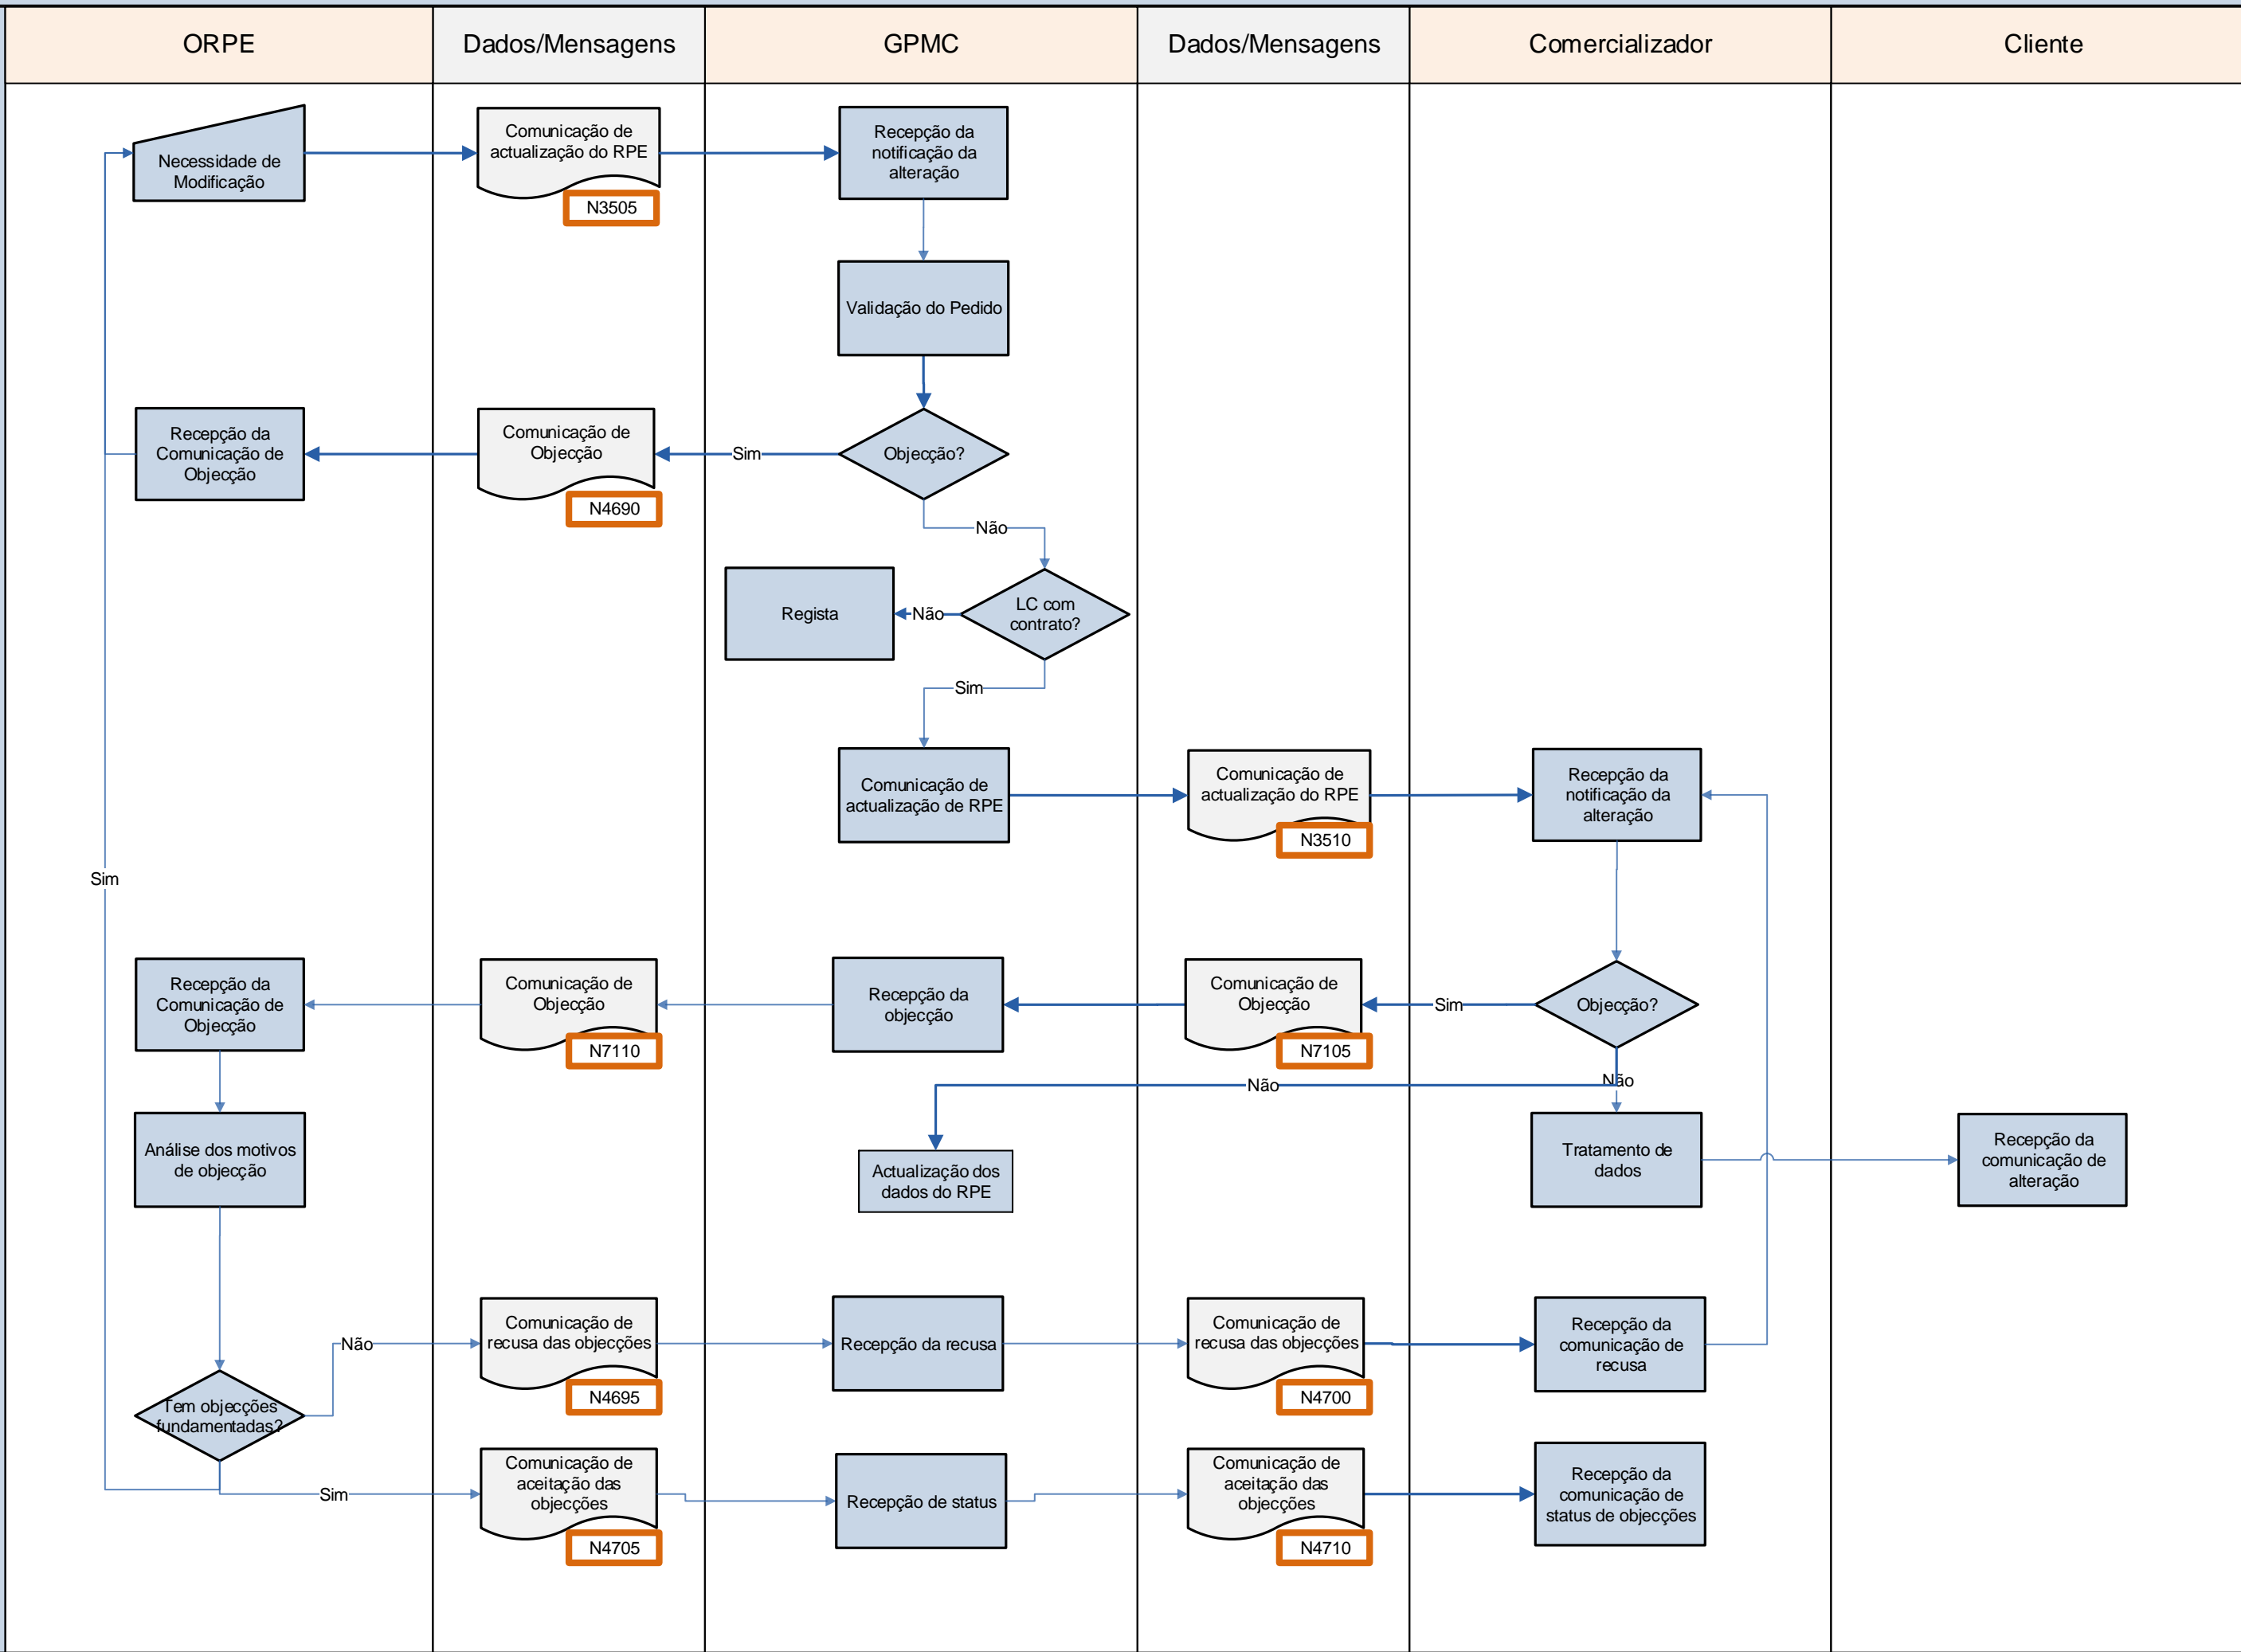 ORPE
Dados/Mensagens
GPMC
Dados/Mensagens
Comercializador
Cliente
Necessidade de
Modificação
Comunicação de
actualização do RPE
N3505
Recepção da
notificação da
alteração
Validação do Pedido
Recepção da
Comunicação de
Objecção
Comunicação de
Objecção
N4690
Sim
Objecção?
Não
Regista
Não
LC com
contrato?
Sim
Comunicação de
actualização de RPE
Comunicação de
actualização do RPE
N3510
Recepção da
notificação da
alteração
Sim
Recepção da
Comunicação de
Objecção
Comunicação de
Objecção
N7110
Recepção da
objecção
Comunicação de
Objecção
N7105
Sim
Objecção?
Não
Não
Análise dos motivos
de objecção
Actualização dos
dados do RPE
Tratamento de
dados
Recepção da
comunicação de
alteração
Tem objecções
fundamentadas?
Não
Comunicação de
recusa das objecções
N4695
Recepção da recusa
Comunicação de
recusa das objecções
N4700
Recepção da
comunicação de
recusa
Sim
Comunicação de
aceitação das
objecções
N4705
Recepção de status
Comunicação de
aceitação das
objecções
N4710
Recepção da
comunicação de
status de objecções